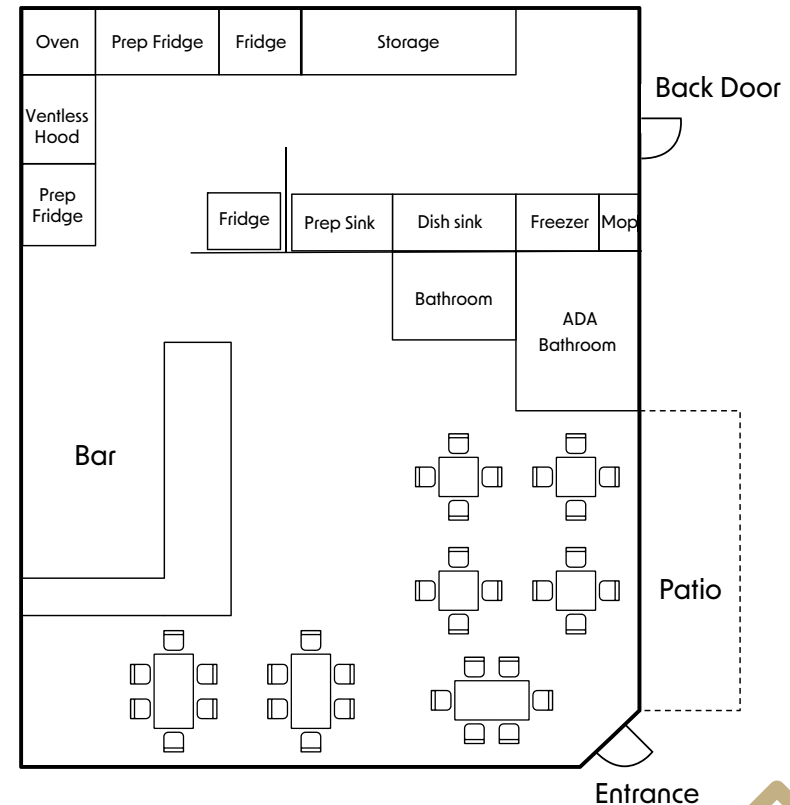 Oven
Prep Fridge
Fridge
Storage
Back Door
Ventless
Hood
Prep
Fridge
Fridge
Prep Sink
Dish sink
Freezer
Mop
Bathroom
ADA
Bathroom
Bar
Patio
Entrance